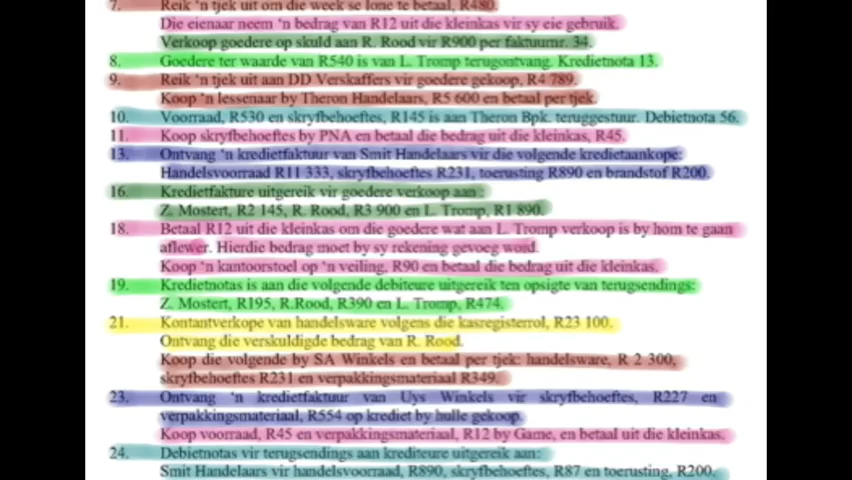 7. Reik 'n tjek uit om die week se lone te betaal, R480.
Die eienaar neem 'n bedrag van R12 uit die kleinkas vir sy eie gebruik.
Verkoop goedere op skuld aan R. Rood vir R900 per faktuurnr. 34.
8. Goedere ter waarde van R540 is van L. Tromp terugontvang. Kredietnota 13.
9. Reik 'n tjek uit aan DD Verskaffers vir goedere gekoop, R4 789.
Koop 'n lessenaar by Theron Handelaars, R5 600 en betaal per tjek.
10. Voorraad, R530 en skryfbehoeftes, R145 is aan Theron Bpk. teruggestuur. Debietnota 56.
11. Koop skryfbehoeftes by PNA en betaal die bedrag uit die kleinkas, R45.
13. Ontvang 'n kredietfaktuur van Smit Handelaars vir die volgende kredietaankope:
Handelsvoorraad R11 333, skryfbehoeftes R231, toerusting R890 en brandstof R200.
16. Kredietfakture uitgereik vir goedere verkoop aan :
Z. Mostert, R2 145, R. Rood, R3 900 en L. Tromp, R1 890.
18. Betaal R12 uit die kleinkas om die goedere wat aan L. Tromp verkoop is by hom te gaan
aflewer. Hierdie bedrag moet by sy rekening gevoeg word.
Koop 'n kantoorstoel op 'n veiling, R90 en betaal die bedrag uit die kleinkas.
19. Kredietnotas is aan die volgende debiteure uitgereik ten opsigte van terugsendings:
Z. Mostert, R195, R.Rood, R390 en L. Tromp, R474.
21. Kontantverkope van handelsware volgens die kasregisterrol, R23 100.
Ontvang die verskuldigde bedrag van R. Rood.
Koop die volgende by SA Winkels en betaal per tjek: handelsware, R 2 300,
skryfbehoeftes R231 en verpakkingsmateriaal R349.
23. Ontvang 'n kredietfaktuur van Uys Winkels vir skryfbehoeftes, R227 en
verpakkingsmateriaal, R554 op krediet by hulle gekoop.
Koop voorraad, R45 en verpakkingsmateriaal, R12 by Game, en betaal uit die kleinkas.
24. Debietnotas vir terugsendings aan krediteure uitgereik aan:
Smit Handelaars vir handelsvoorraad, R890, skryfbehoeftes, R87 en toerusting, R200.